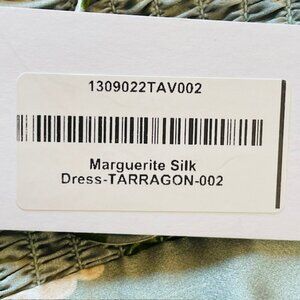 1309022TAV002
Marguerite Silk
Dress-TARRAGON-002